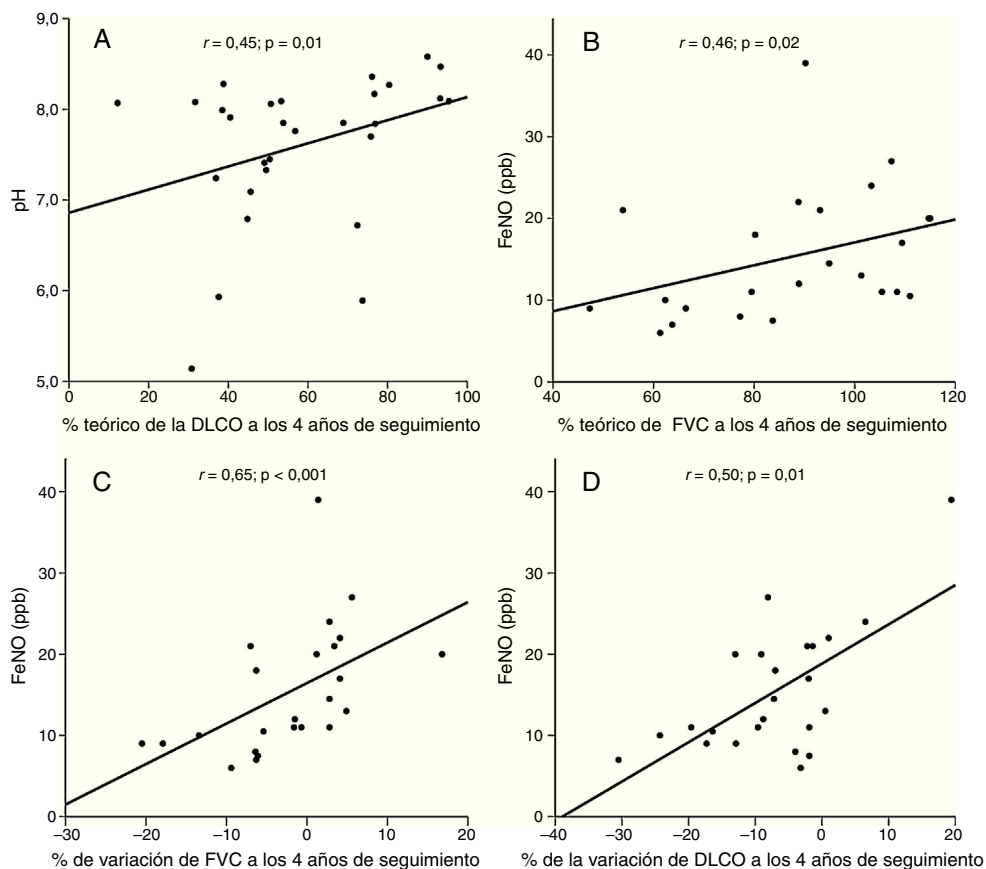 A
r = 0,45; p = 0,01
9,0
8,0
7,0
6,0
5,0
pH
0 20 40 60 80 100
% teórico de la DLCO a los 4 años de seguimiento
B
r = 0,46; p = 0,02
40
30
20
10
0
FeNO (ppb)
40 60 80 100 120
% teórico de FVC a los 4 años de seguimiento
C
r = 0,65; p < 0,001
40
30
20
10
0
FeNO (ppb)
–30 –20 –10 0 10 20
% de variación de FVC a los 4 años de seguimiento
D
r = 0,50; p = 0,01
40
30
20
10
0
FeNO (ppb)
–40 –30 –20 –10 0 10 20
% de la variación de DLCO a los 4 años de seguimiento